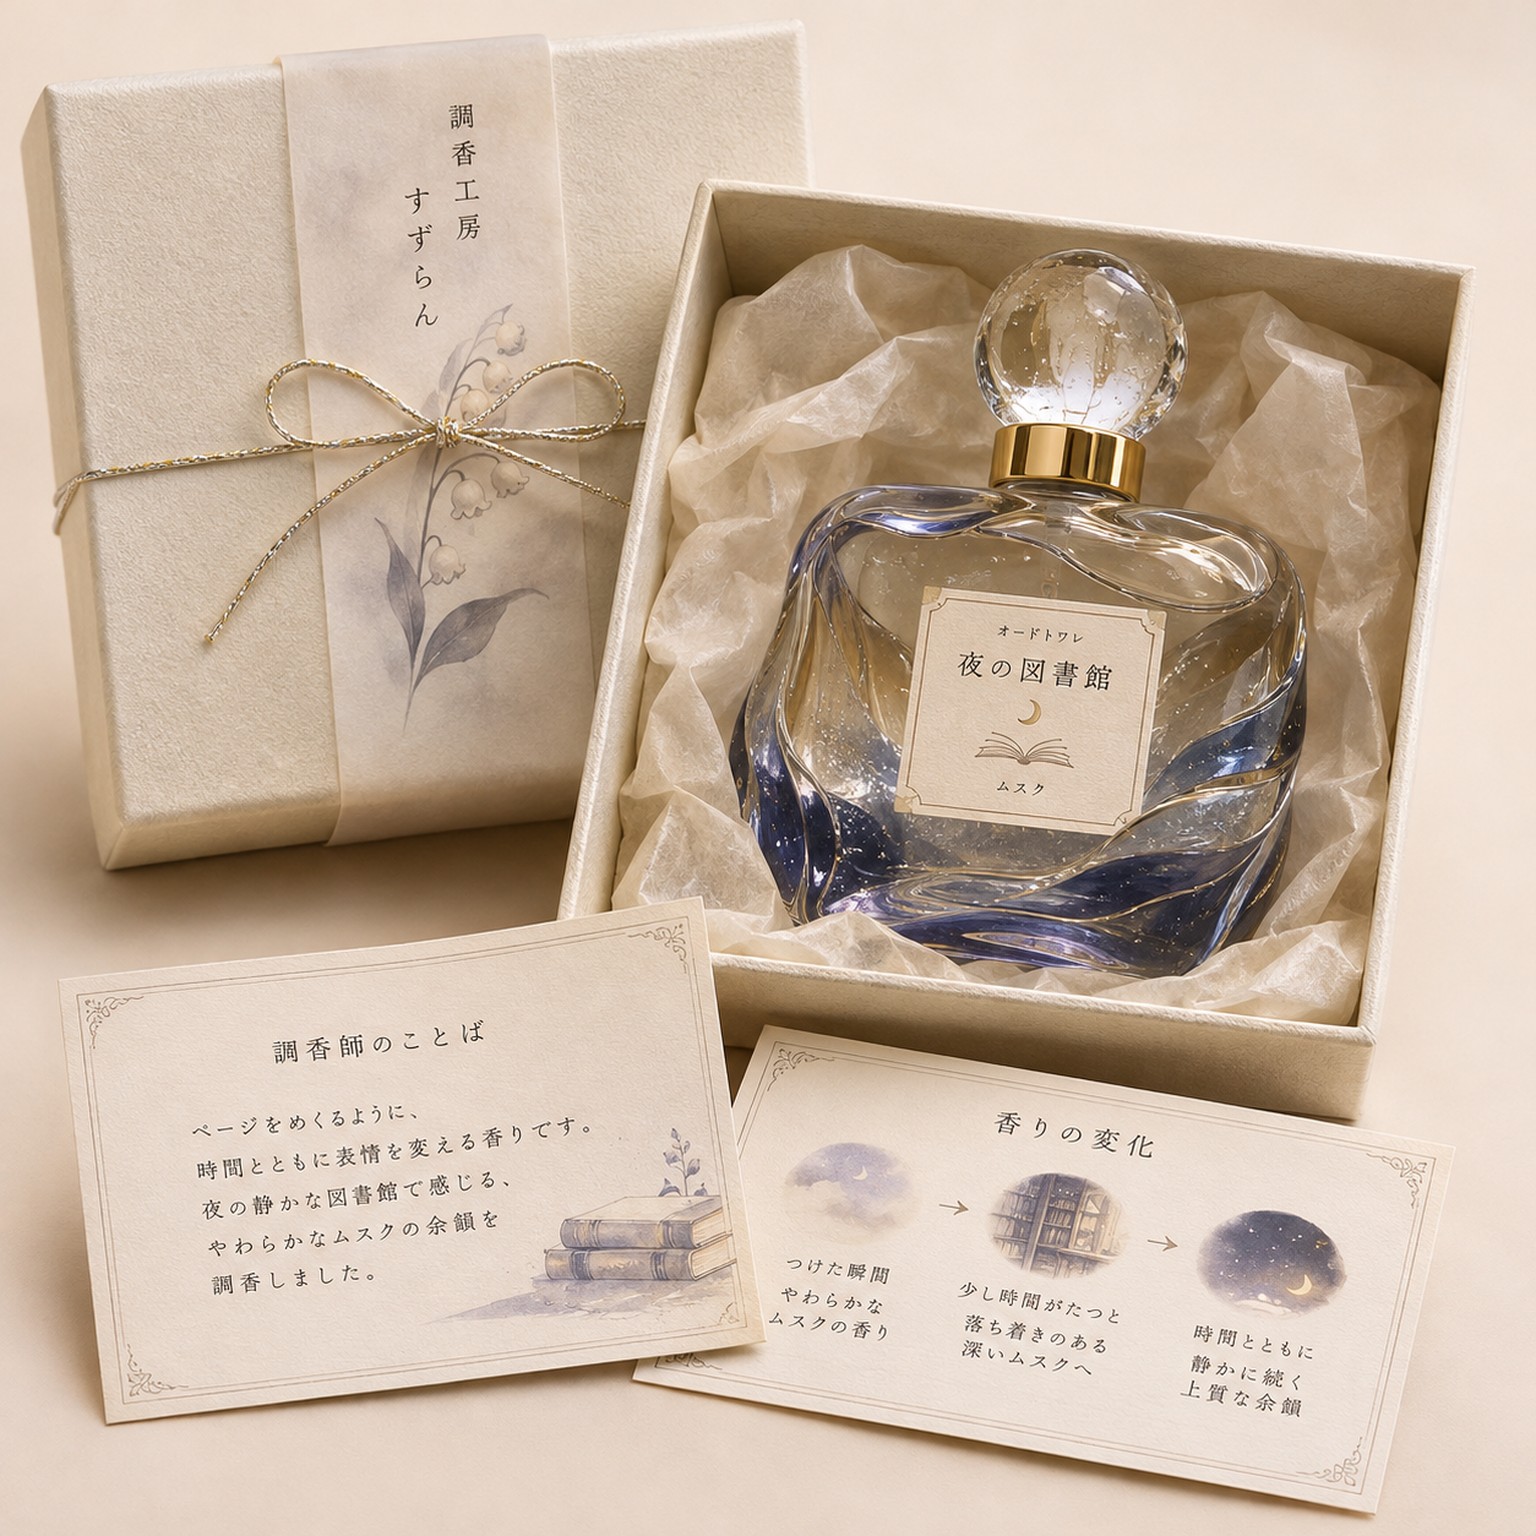 調香工房
すずらん
オードトワレ
夜の図書館
ムスク
調香師のことば
ページをめくるように、
時間とともに表情を変える香りです。
夜の静かな図書館で感じる、
やわらかなムスクの余韻を
調香しました。
香りの変化
つけた瞬間
やわらかな
ムスクの香り
少し時間がたつと
落ち着きのある
深いムスクへ
時間とともに
静かに続く
上質な余韻